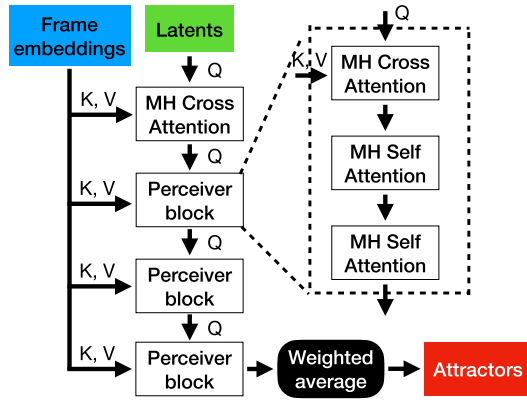 Frame
embeddings
Latents
Q
K, V
MH Cross
Attention
Q
K, V
Perceiver
block
Q
K, V
Perceiver
block
Q
K, V
Perceiver
block
Weighted
average
Attractors
Q
K, V
MH Cross
Attention
MH Self
Attention
MH Self
Attention